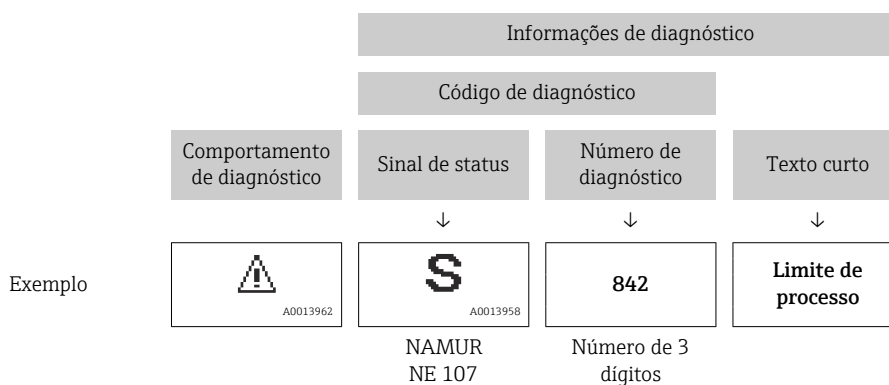 Informações de diagnóstico
Código de diagnóstico
Comportamento
de diagnóstico
Sinal de status
Número de
diagnóstico
Texto curto
↓ ↓ ↓
Exemplo
⚠
A0013962
S
A0013958
842
Limite de
processo
NAMUR
NE 107
Número de 3
dígitos